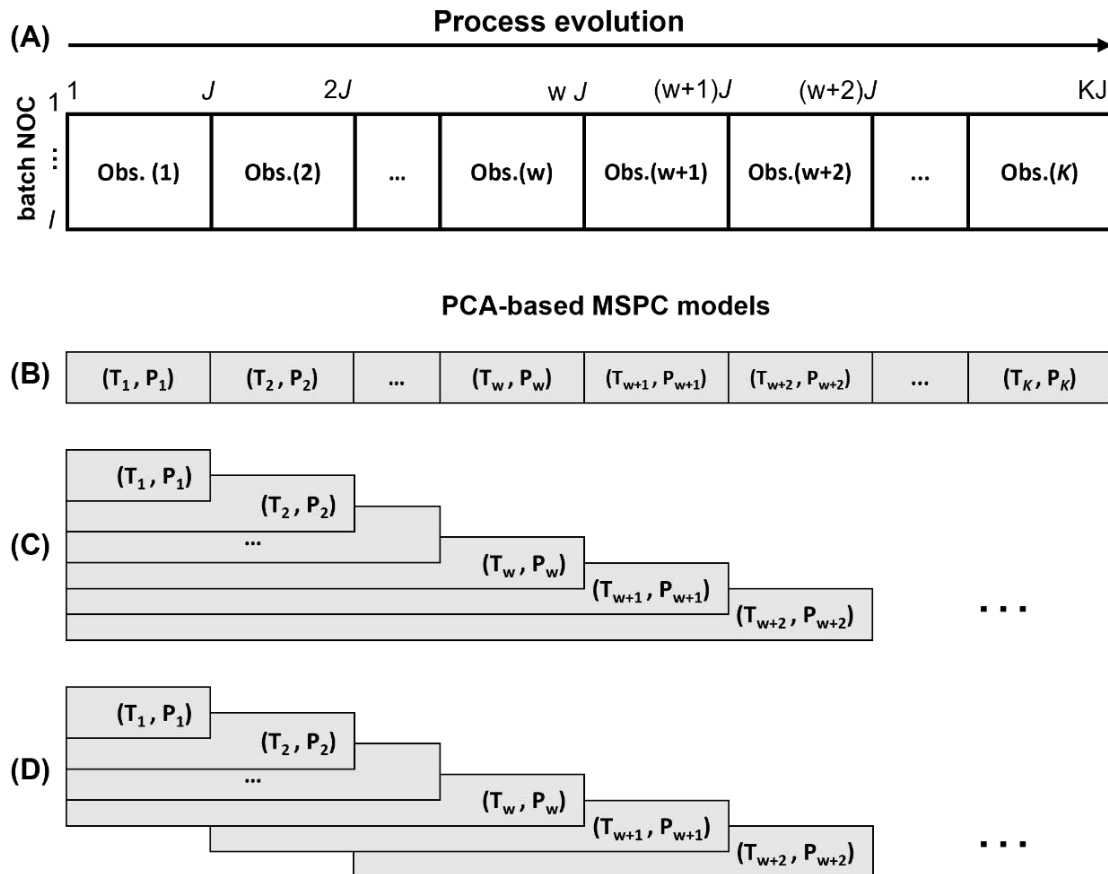 Process evolution
(A)
1 J 2J w J (w+1)J (w+2)J KJ
batch NOC
1
...
I
Obs. (1) Obs.(2) ... Obs.(w) Obs.(w+1) Obs.(w+2) ... Obs.(K)
PCA-based MSPC models
(B)
(T1 , P1) (T2 , P2) ... (Tw , Pw) (Tw+1 , Pw+1) (Tw+2 , Pw+2) ... (TK , PK)
(C)
(T1 , P1)
(T2 , P2)
...
(Tw , Pw)
(Tw+1 , Pw+1)
(Tw+2 , Pw+2)
...
(D)
(T1 , P1)
(T2 , P2)
...
(Tw , Pw)
(Tw+1 , Pw+1)
(Tw+2 , Pw+2)
...